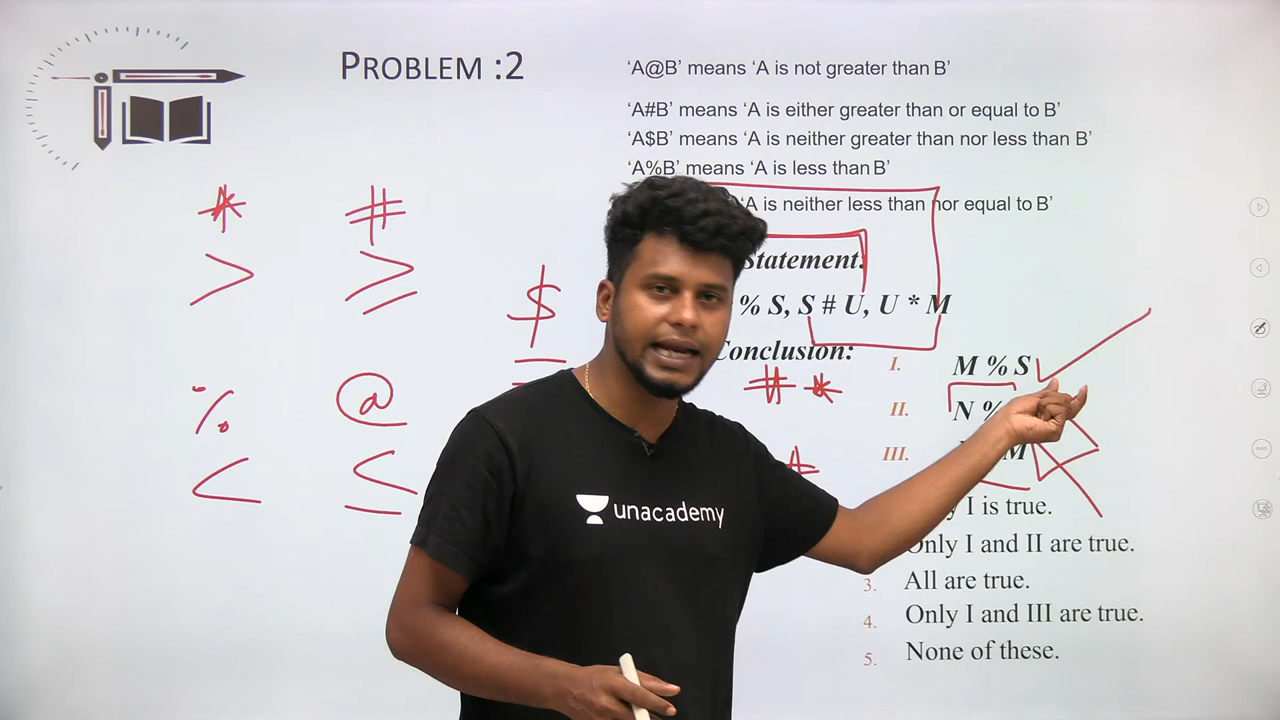 PROBLEM :2
‘A@B’ means ‘A is not greater than B’
‘A#B’ means ‘A is either greater than or equal to B’
‘A$B’ means ‘A is neither greater than nor less than B’
‘A%B’ means ‘A is less than B’
‘A is neither less than nor equal to B’
* #
> ≥
$
=
% @
< ≤
Statement:
% S, S # U, U * M
Conclusion:
# *
*
I. M % S
II. N %
III. M
I is true.
Only I and II are true.
3. All are true.
4. Only I and III are true.
5. None of these.
unacademy